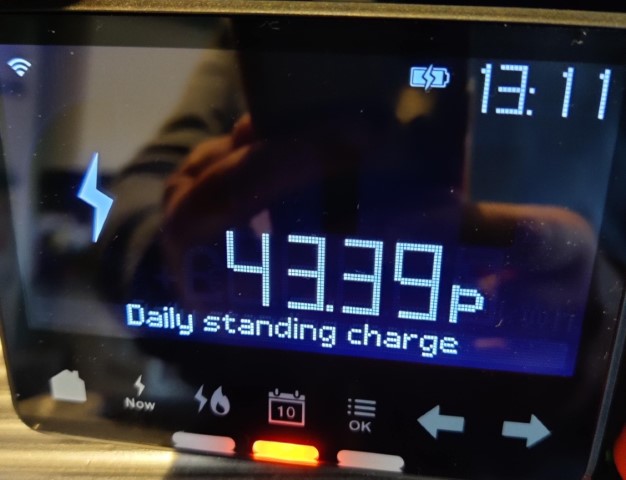 13:11
43.39p
Daily standing charge
Now
10
OK